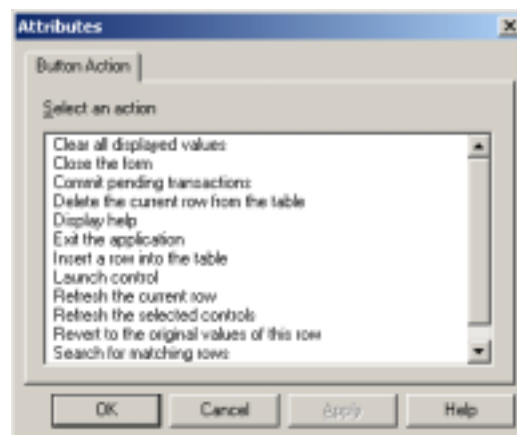 Attributes
Button Action
Select an action
Clear all displayed values
Close the form
Commit pending transactions
Delete the current row from the table
Display help
Exit the application
Insert a row into the table
Launch control
Refresh the current row
Refresh the selected controls
Revert to the original values of this row
Search for matching rows
OK Cancel Apply Help